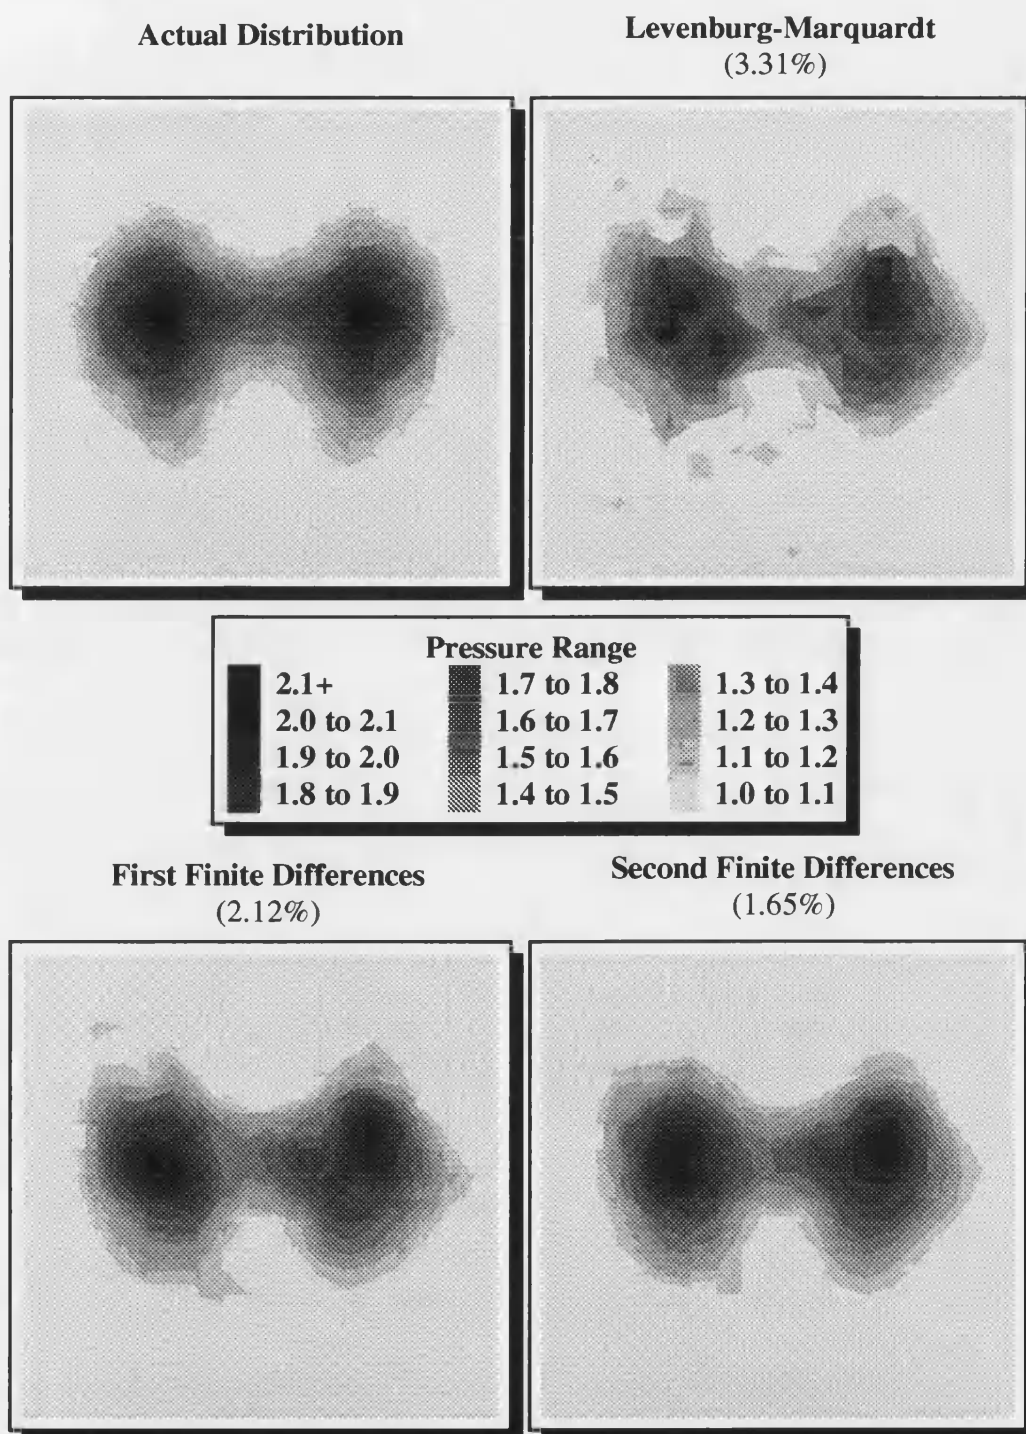 Actual Distribution
Levenburg-Marquardt
(3.31%)
Pressure Range
2.1+
2.0 to 2.1
1.9 to 2.0
1.8 to 1.9
1.7 to 1.8
1.6 to 1.7
1.5 to 1.6
1.4 to 1.5
1.3 to 1.4
1.2 to 1.3
1.1 to 1.2
1.0 to 1.1
First Finite Differences
(2.12%)
Second Finite Differences
(1.65%)